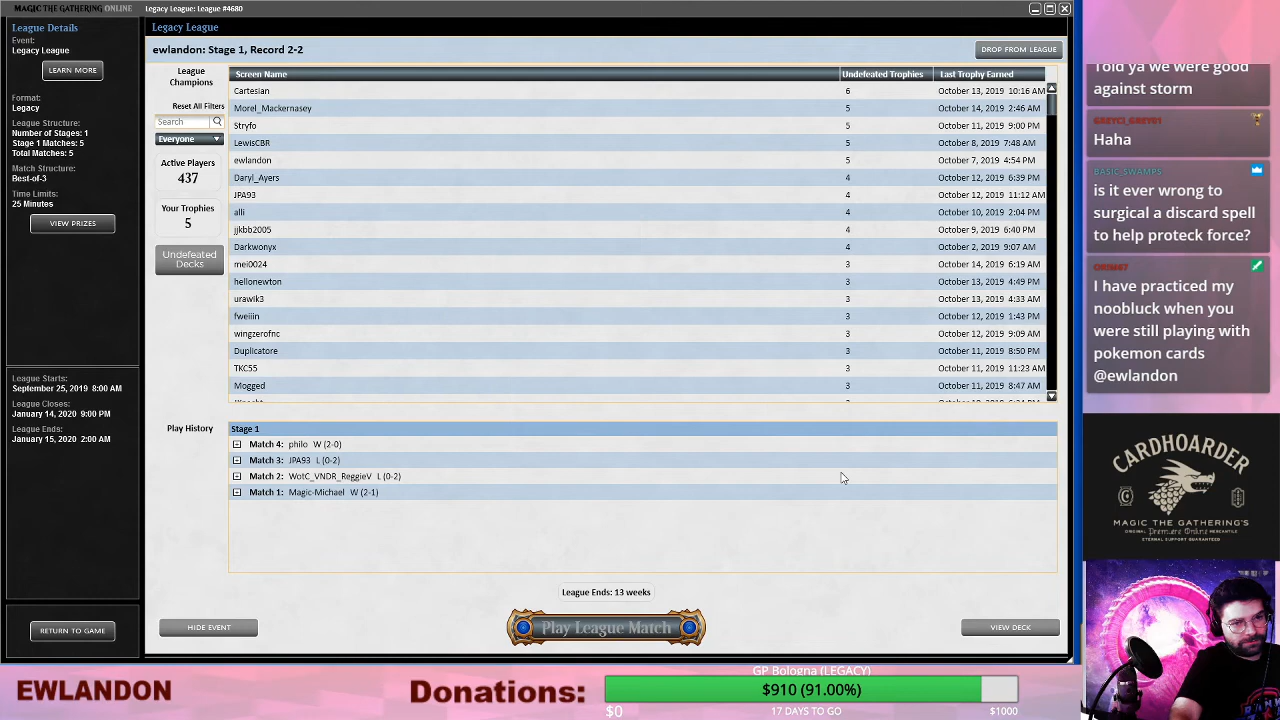 MAGIC THE GATHERING ONLINE
Legacy League: League #4680
League Details
Event:
Legacy League
LEARN MORE
Format:
Legacy
League Structure:
Number of Stages: 1
Stage 1 Matches: 5
Total Matches: 5
Match Structure:
Best-of-3
Time Limits:
25 Minutes
VIEW PRIZES
League Starts:
September 25, 2019 8:00 AM
League Closes:
January 14, 2020 9:00 PM
League Ends:
January 15, 2020 2:00 AM
RETURN TO GAME
Legacy League
ewlandon: Stage 1, Record 2-2
DROP FROM LEAGUE
League
Champions
Reset All Filters
Search
Everyone
Active Players
437
Your Trophies
5
Undefeated
Decks
Screen Name Undefeated Trophies Last Trophy Earned
Cartesian 6 October 13, 2019 10:16 AM
Morel_Mackernasey 5 October 14, 2019 2:46 AM
Stryfo 5 October 11, 2019 9:00 PM
LewisCBR 5 October 8, 2019 7:48 AM
ewlandon 5 October 7, 2019 4:54 PM
Daryl_Ayers 4 October 12, 2019 6:39 PM
JPA93 4 October 12, 2019 11:12 AM
alli 4 October 10, 2019 2:04 PM
jjkbb2005 4 October 9, 2019 6:40 PM
Darkwonyx 4 October 2, 2019 9:07 AM
mei0024 3 October 14, 2019 6:19 AM
hellonewton 3 October 13, 2019 4:49 PM
urawik3 3 October 13, 2019 4:33 AM
fweiiin 3 October 12, 2019 1:43 PM
wingzerofnc 3 October 12, 2019 9:09 AM
Duplicatore 3 October 11, 2019 8:50 PM
TKC55 3 October 11, 2019 11:23 AM
Mogged 3 October 11, 2019 8:47 AM
Play History
Stage 1
Match 4: philo W (2-0)
Match 3: JPA93 L (0-2)
Match 2: WotC_VNDR_ReggieV L (0-2)
Match 1: Magic-Michael W (2-1)
League Ends: 13 weeks
HIDE EVENT
Play League Match
VIEW DECK
Told ya we were good
against storm
Haha
BASIC_SWAMPS
is it ever wrong to
surgical a discard spell
to help proteck force?
I have practiced my
noobluck when you
were still playing with
pokemon cards
@ewlandon
CARDHOARDER
MAGIC THE GATHERING'S
ORIGINAL Premiere Online MERCANTILE
ETERNAL SUPPORT GUARANTEED
EWLANDON
Donations:
GP Bologna (LEGACY)
$910 (91.00%)
$0
17 DAYS TO GO
$1000